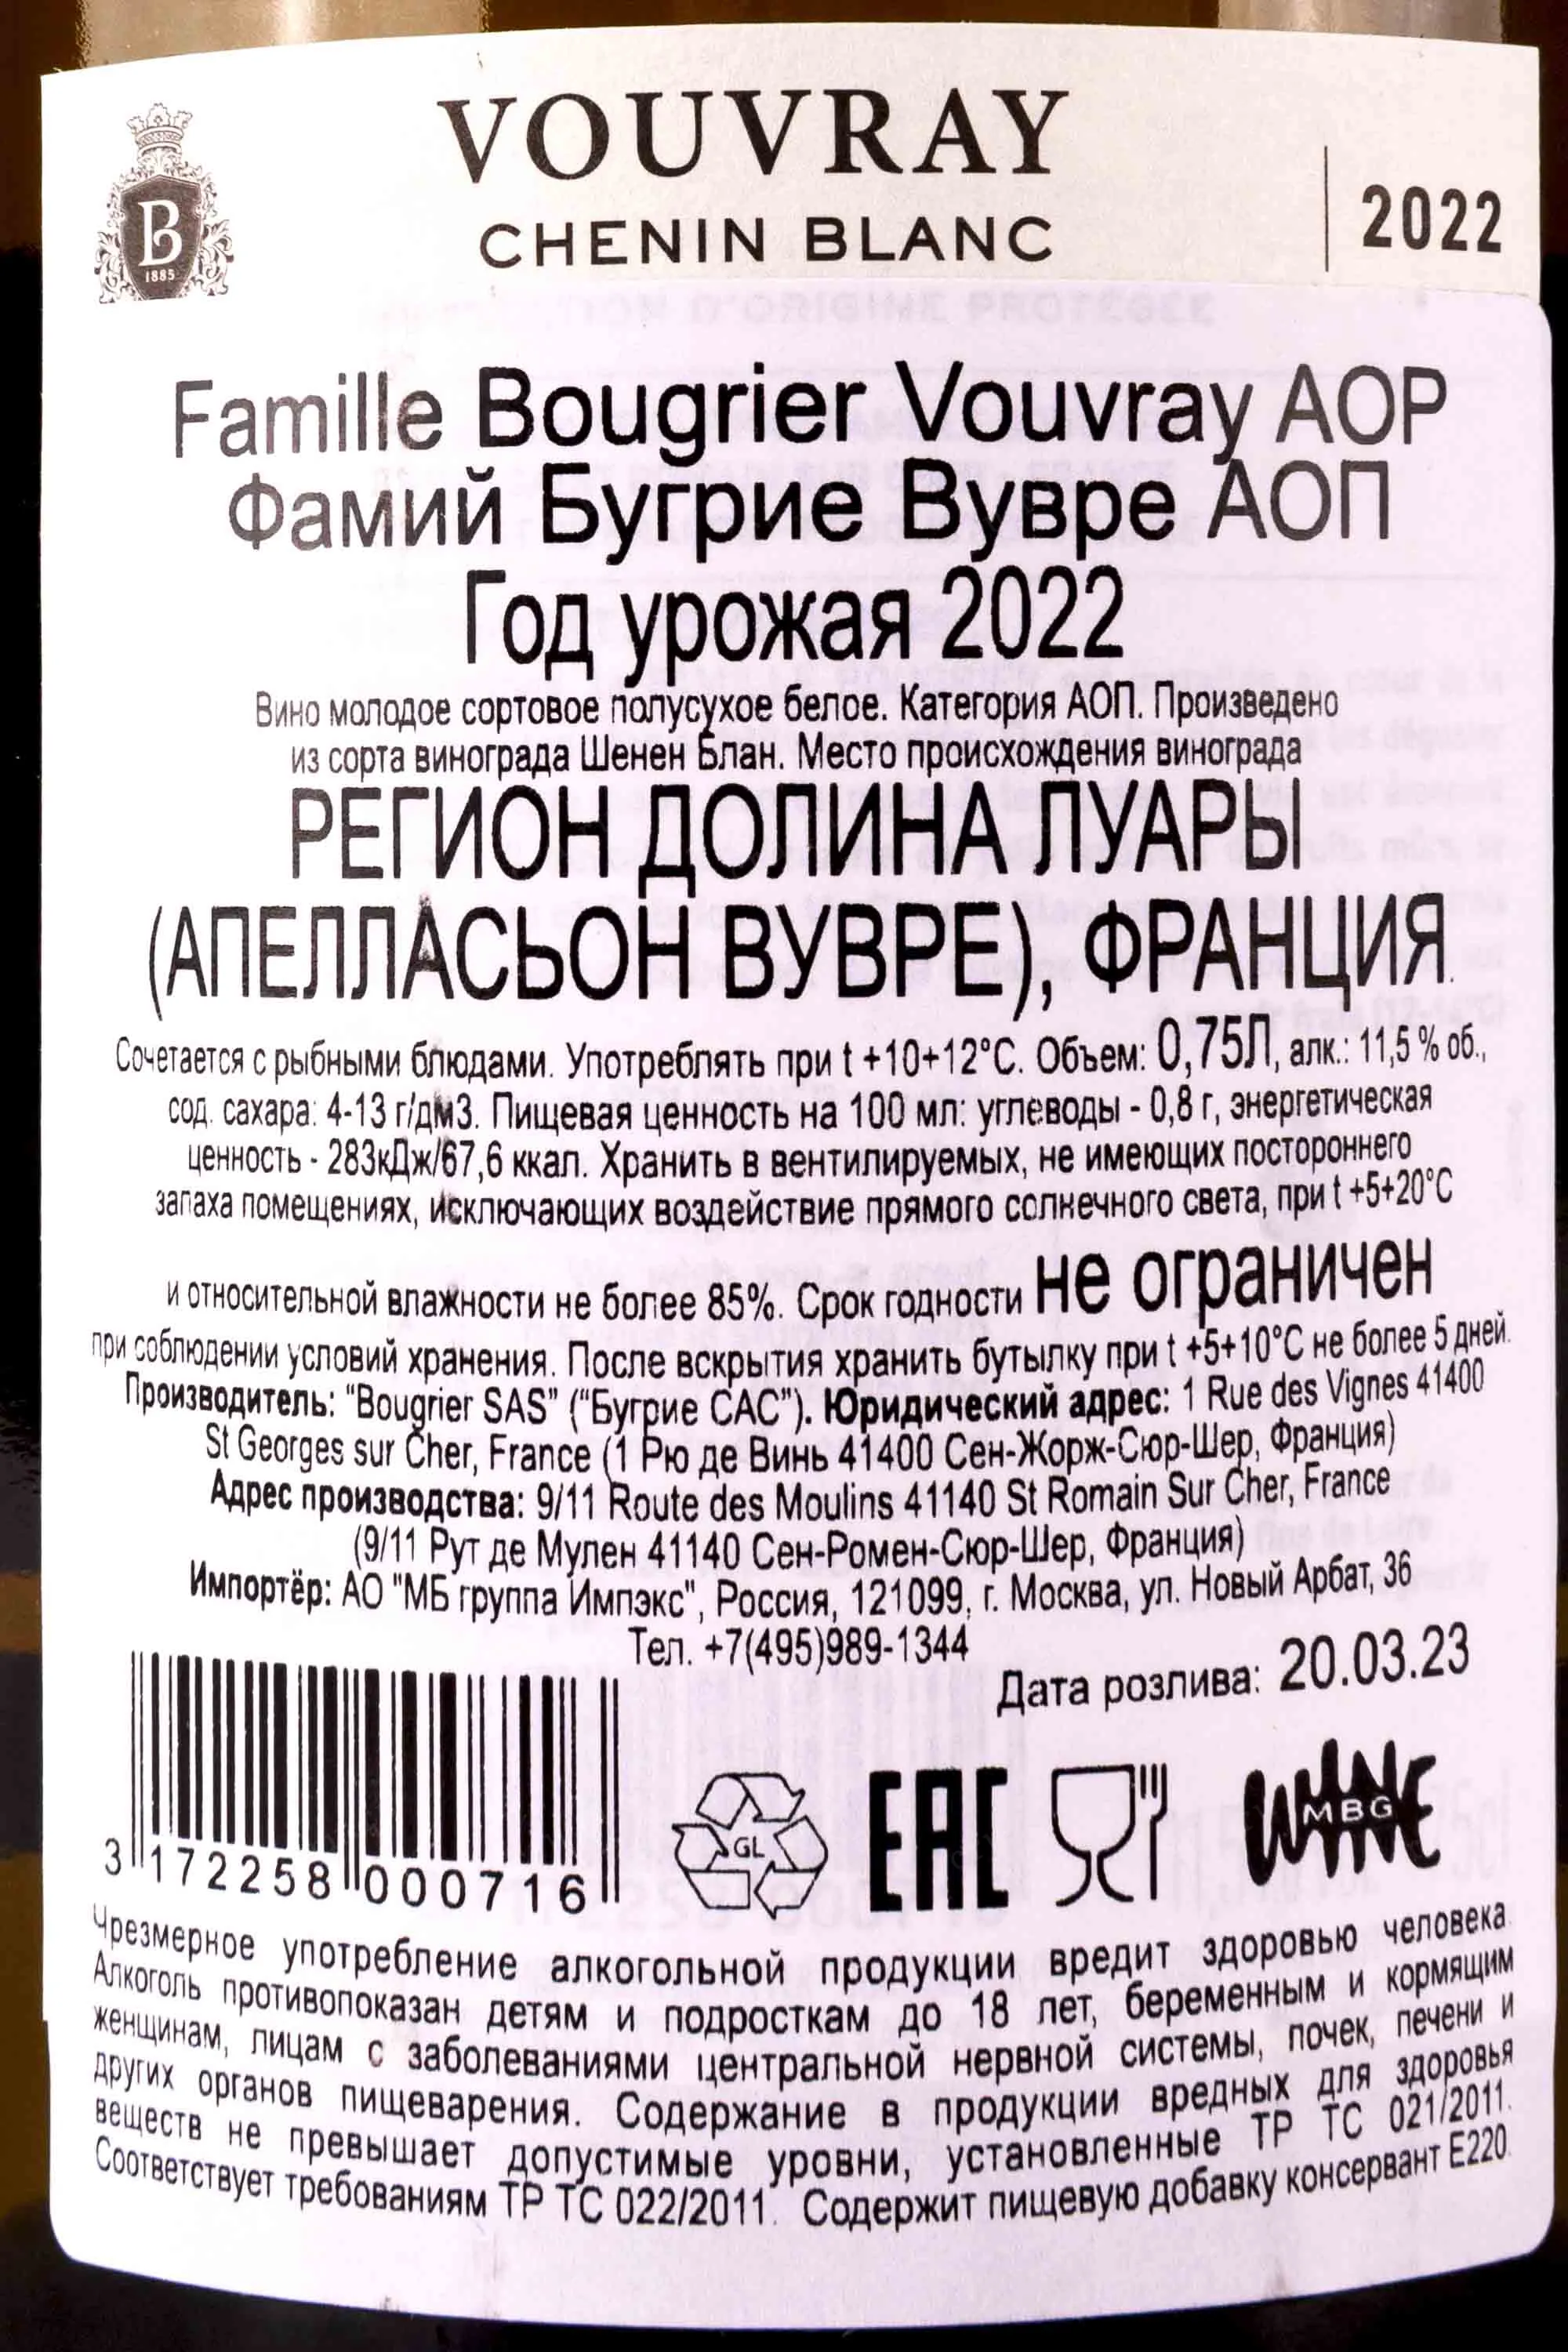 VOUVRAY
CHENIN BLANC
2022
B
1885
Famille Bougrier Vouvray AOP
Фамий Бугрие Вувре АОП
Год урожая 2022
Вино молодое сортовое полусухое белое. Категория АОП. Произведено
из сорта винограда Шенен Блан. Место происхождения винограда
РЕГИОН ДОЛИНА ЛУАРЫ
(АПЕЛЛАСЬОН ВУВРЕ), ФРАНЦИЯ.
Сочетается с рыбными блюдами. Употреблять при t +10+12°C. Объем: 0,75Л, алк.: 11,5 % об.,
сод. сахара: 4-13 г/дм3. Пищевая ценность на 100 мл: углеводы - 0,8 г, энергетическая
ценность - 283кДж/67,6 ккал. Хранить в вентилируемых, не имеющих постороннего
запаха помещениях, исключающих воздействие прямого солнечного света, при t +5+20°C
и относительной влажности не более 85%. Срок годности не ограничен
при соблюдении условий хранения. После вскрытия хранить бутылку при t +5+10°C не более 5 дней.
Производитель: "Bougrier SAS" ("Бугрие САС"). Юридический адрес: 1 Rue des Vignes 41400
St Georges sur Cher, France (1 Рю де Винь 41400 Сен-Жорж-Сюр-Шер, Франция)
Адрес производства: 9/11 Route des Moulins 41140 St Romain Sur Cher, France
(9/11 Рут де Мулен 41140 Сен-Ромен-Сюр-Шер, Франция)
Импортёр: АО "МБ группа Импэкс", Россия, 121099, г. Москва, ул. Новый Арбат, 36
Тел. +7(495)989-1344
Дата розлива: 20.03.23
3 172258 000716
GL
EAC
WINE
MBG
Чрезмерное употребление алкогольной продукции вредит здоровью человека.
Алкоголь противопоказан детям и подросткам до 18 лет, беременным и кормящим
женщинам, лицам с заболеваниями центральной нервной системы, почек, печени и
других органов пищеварения. Содержание в продукции вредных для здоровья
веществ не превышает допустимые уровни, установленные ТР ТС 021/2011.
Соответствует требованиям ТР ТС 022/2011. Содержит пищевую добавку консервант Е220.